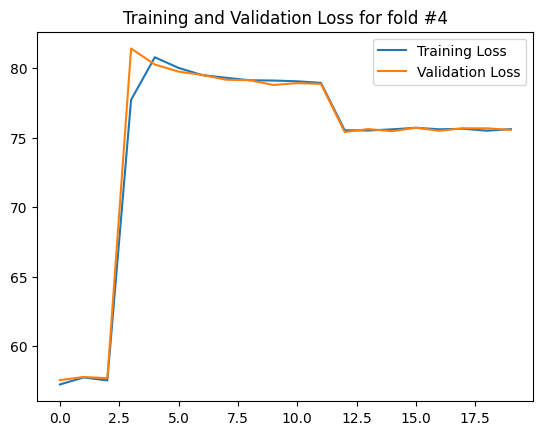 Training and Validation Loss for fold #4
Training Loss
Validation Loss
80
75
70
65
60
0.0 2.5 5.0 7.5 10.0 12.5 15.0 17.5